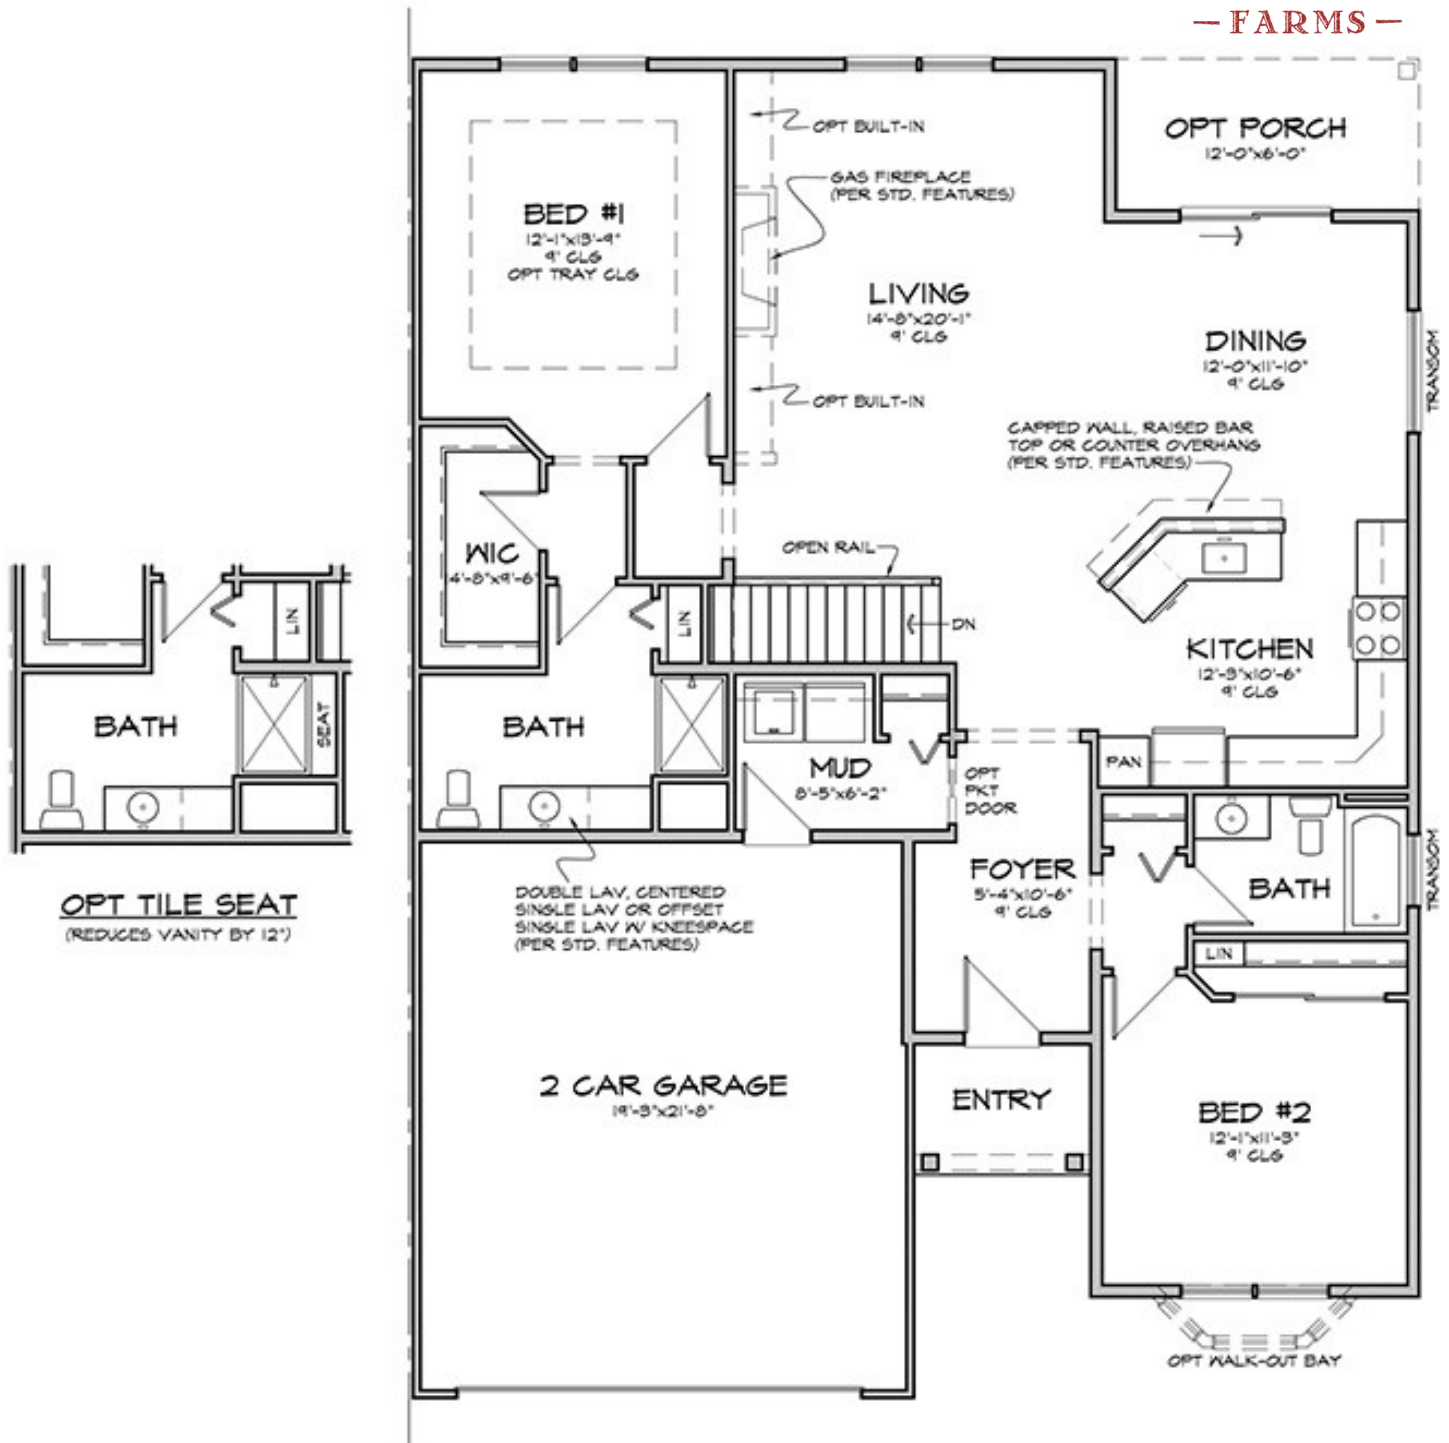 — FARMS —
OPT PORCH
12'-0"x6'-0"
OPT BUILT-IN
GAS FIREPLACE
(PER STD. FEATURES)
BED #1
12'-1"x13'-9"
9' CLG
OPT TRAY CLG
LIVING
14'-8"x20'-1"
9' CLG
DINING
12'-0"x11'-10"
9' CLG
TRANSOM
OPT BUILT-IN
CAPPED WALL, RAISED BAR
TOP OR COUNTER OVERHANG
(PER STD. FEATURES)
OPEN RAIL
WIC
4'-8"x9'-8"
LIN
DN
KITCHEN
12'-3"x10'-6"
9' CLG
LIN
BATH
SEAT
BATH
MUD
8'-5"x6'-2"
PAN
OPT
PKT
DOOR
OPT TILE SEAT
(REDUCES VANITY BY 12")
DOUBLE LAV, CENTERED
SINGLE LAV OR OFFSET
SINGLE LAV W/ KNEESPACE
(PER STD. FEATURES)
FOYER
5'-4"x10'-6"
9' CLG
BATH
TRANSOM
LIN
2 CAR GARAGE
19'-3"x21'-8"
ENTRY
BED #2
12'-1"x11'-3"
9' CLG
OPT WALK-OUT BAY